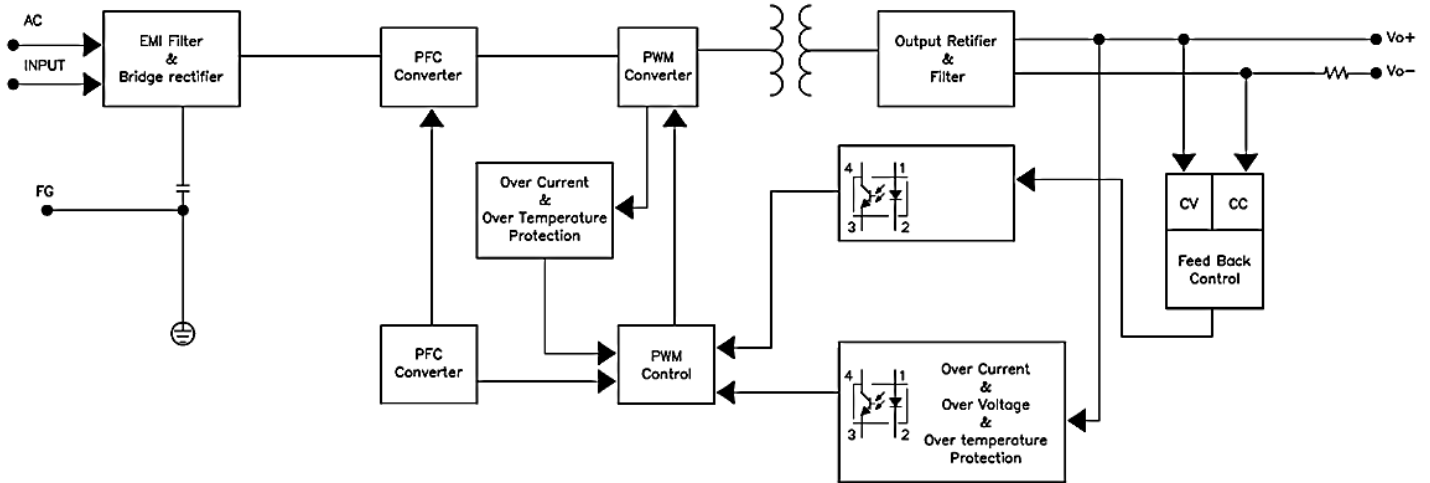 AC
INPUT
EMI Filter
&
Bridge rectifier
PFC
Converter
PWM
Converter
Output Retifier
&
Filter
Vo+
Vo-
FG
Over Current
&
Over Temperature
Protection
4 1
3 2
CV CC
Feed Back
Control
PFC
Converter
PWM
Control
4 1
3 2
Over Current
&
Over Voltage
&
Over temperature
Protection